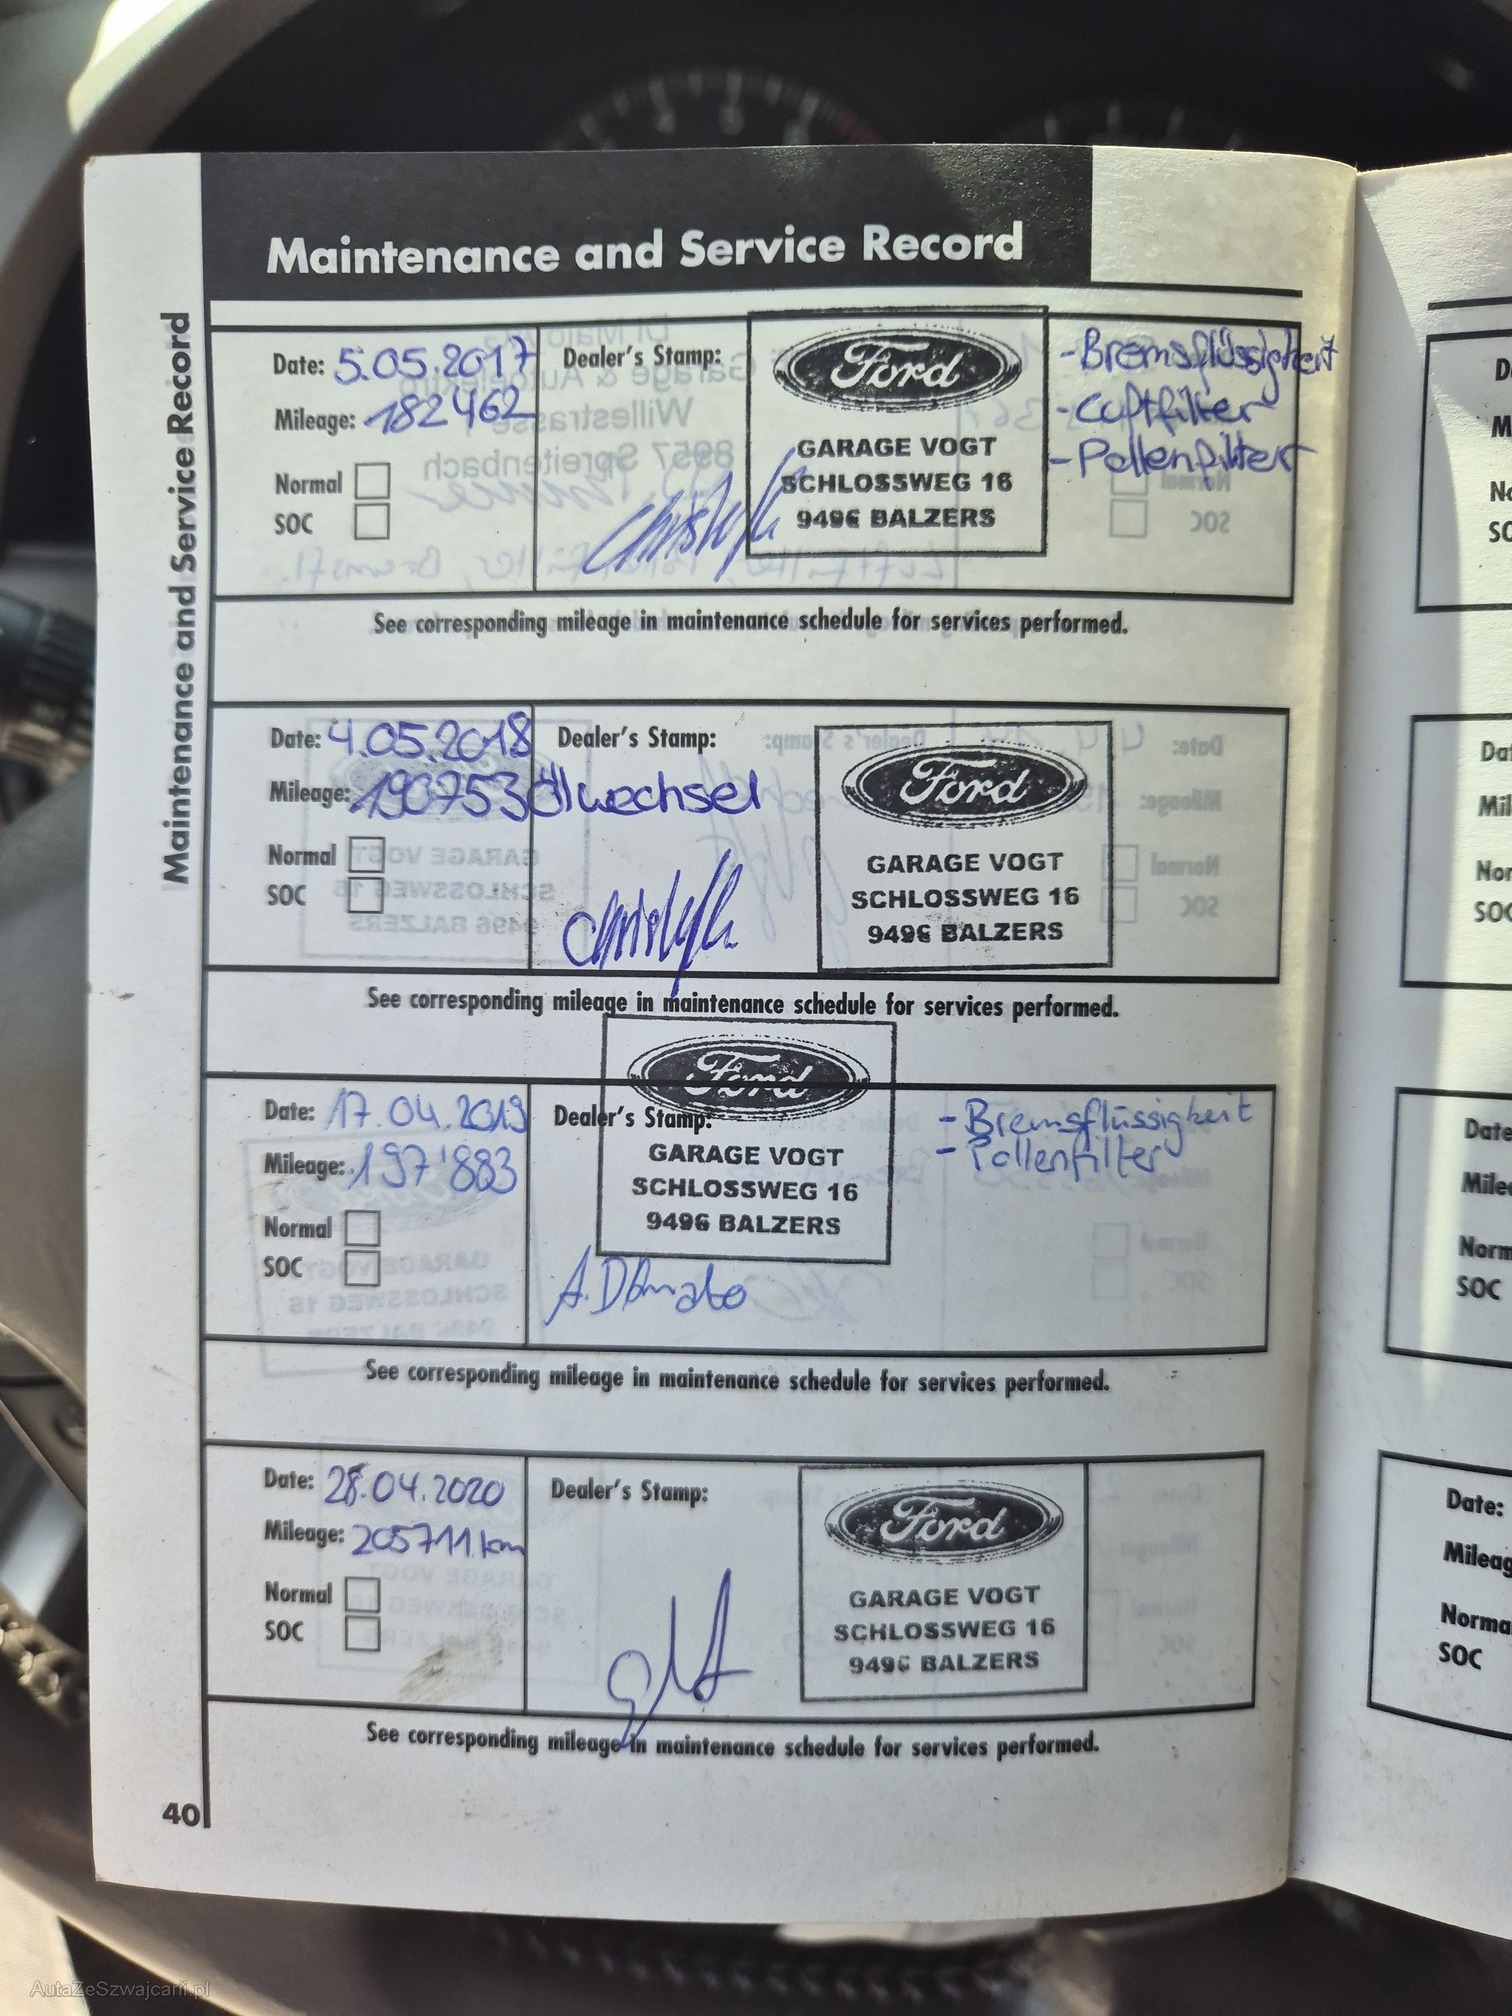 Maintenance and Service Record
Maintenance and Service Record
Date: 5.05.2017
Mileage: 182462
Normal
SOC
Dealer's Stamp:
Ford
GARAGE VOGT
SCHLOSSWEG 16
9496 BALZERS
-Bremsflüssigkeit
-Luftfilter
-Pollenfilter
See corresponding mileage in maintenance schedule for services performed.
Date: 4.05.2018
Mileage: 190753
Normal
SOC
Dealer's Stamp:
Ölwechsel
Ford
GARAGE VOGT
SCHLOSSWEG 16
9496 BALZERS
See corresponding mileage in maintenance schedule for services performed.
Date: 17.04.2019
Mileage: 197'883
Normal
SOC
Dealer's Stamp:
Ford
GARAGE VOGT
SCHLOSSWEG 16
9496 BALZERS
- Bremsflüssigkeit
- Pollenfilter
See corresponding mileage in maintenance schedule for services performed.
Date: 28.04.2020
Mileage: 205711 km
Normal
SOC
Dealer's Stamp:
Ford
GARAGE VOGT
SCHLOSSWEG 16
9496 BALZERS
See corresponding mileage in maintenance schedule for services performed.
40
Date:
Mileag
Norma
SOC
AutaZeSzwajcarii.pl